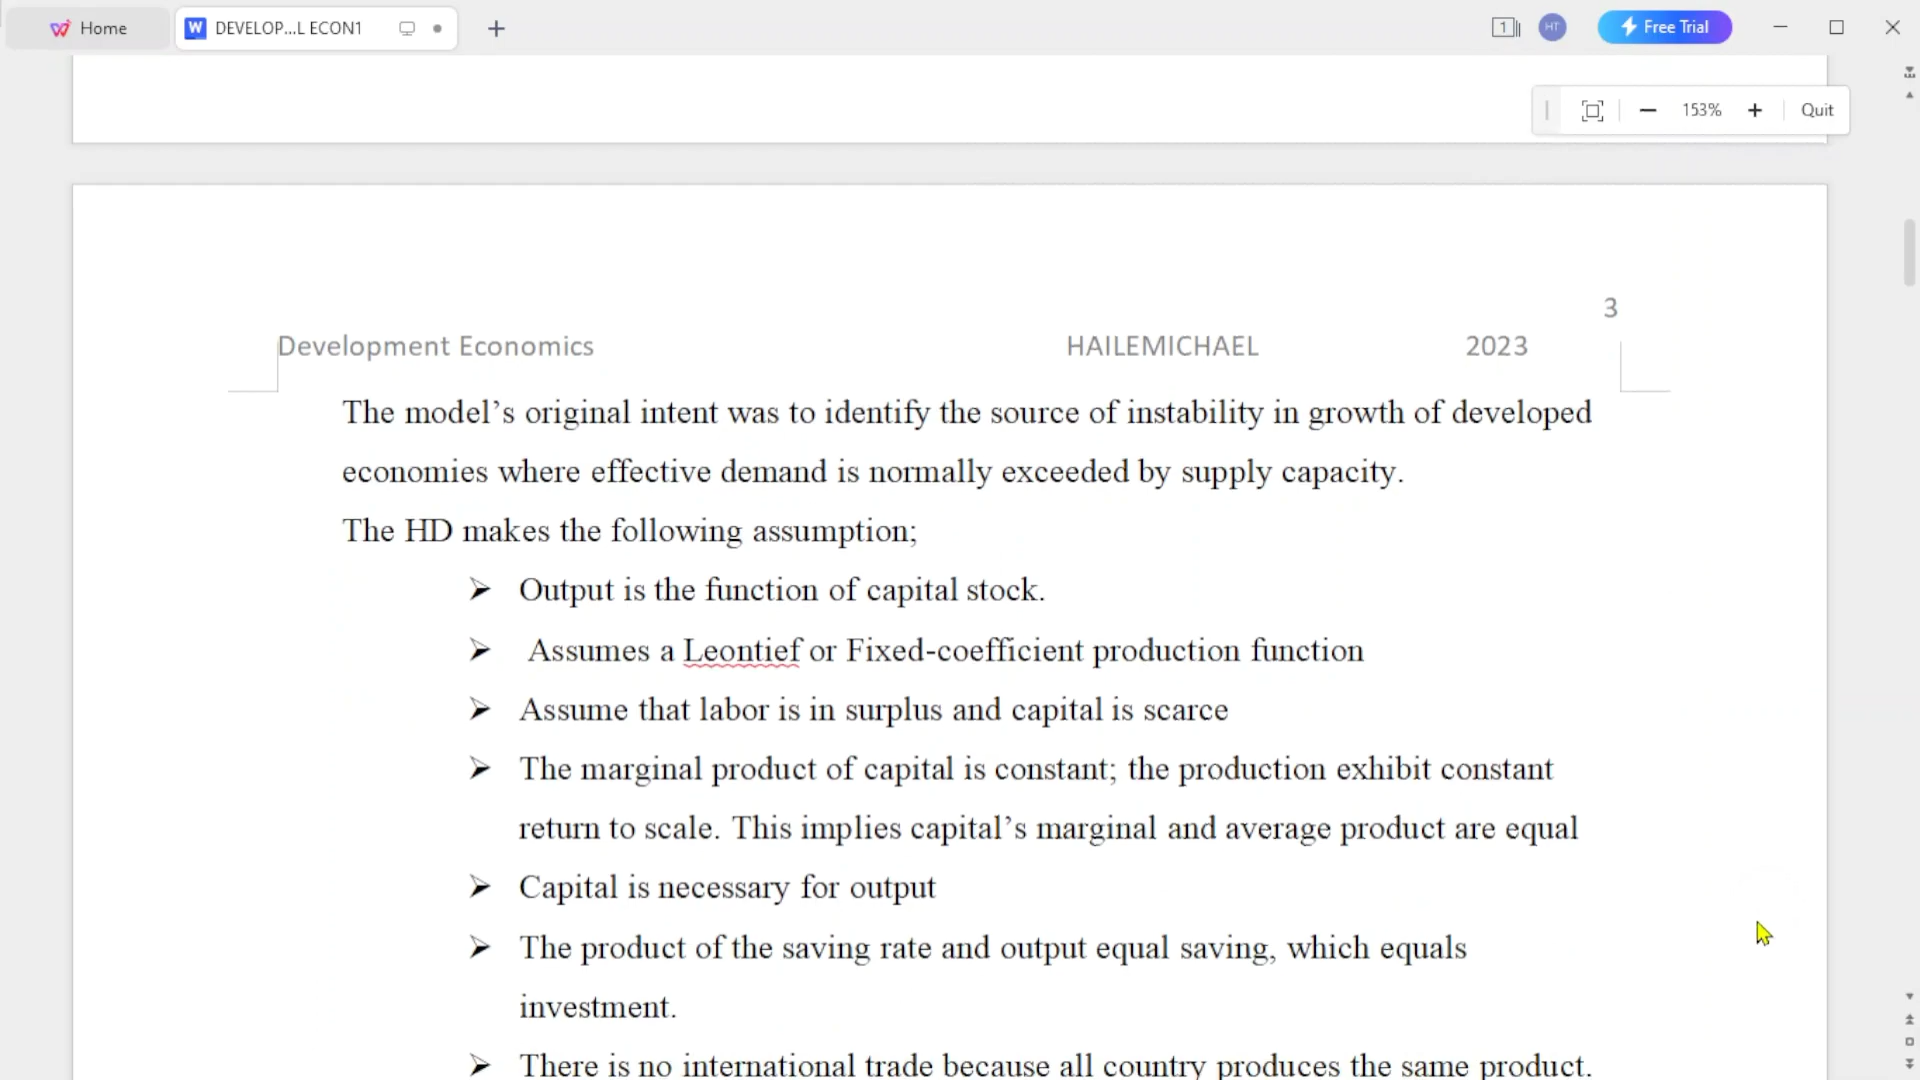 Home
DEVELOP...L ECON1
1
HT
Free Trial
153%
Quit
3
Development Economics HAILEMICHAEL 2023
The model’s original intent was to identify the source of instability in growth of developed
economies where effective demand is normally exceeded by supply capacity.
The HD makes the following assumption;
➢ Output is the function of capital stock.
➢ Assumes a Leontief or Fixed-coefficient production function
➢ Assume that labor is in surplus and capital is scarce
➢ The marginal product of capital is constant; the production exhibit constant
return to scale. This implies capital’s marginal and average product are equal
➢ Capital is necessary for output
➢ The product of the saving rate and output equal saving, which equals
investment.
➢ There is no international trade because all country produces the same product.